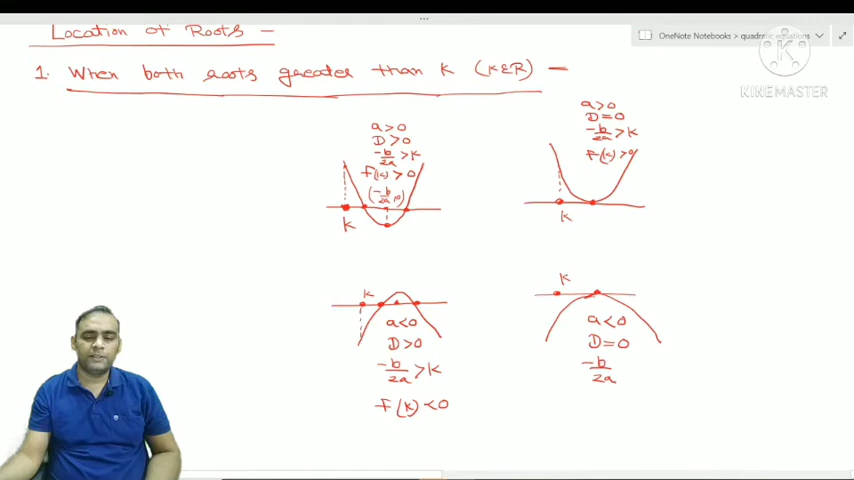 Location of Roots -
1. When both roots greater than K (K∈R) -
a>0
D>0
-b/2a >K
f(K) >0
(-b/2a, 0)
K
a>0
D=0
-b/2a >K
f(K) >0
K
K
a<0
D>0
-b/2a >K
f(K) <0
K
a<0
D=0
-b/2a
OneNote Notebooks > quadratic equations
K
KINEMASTER